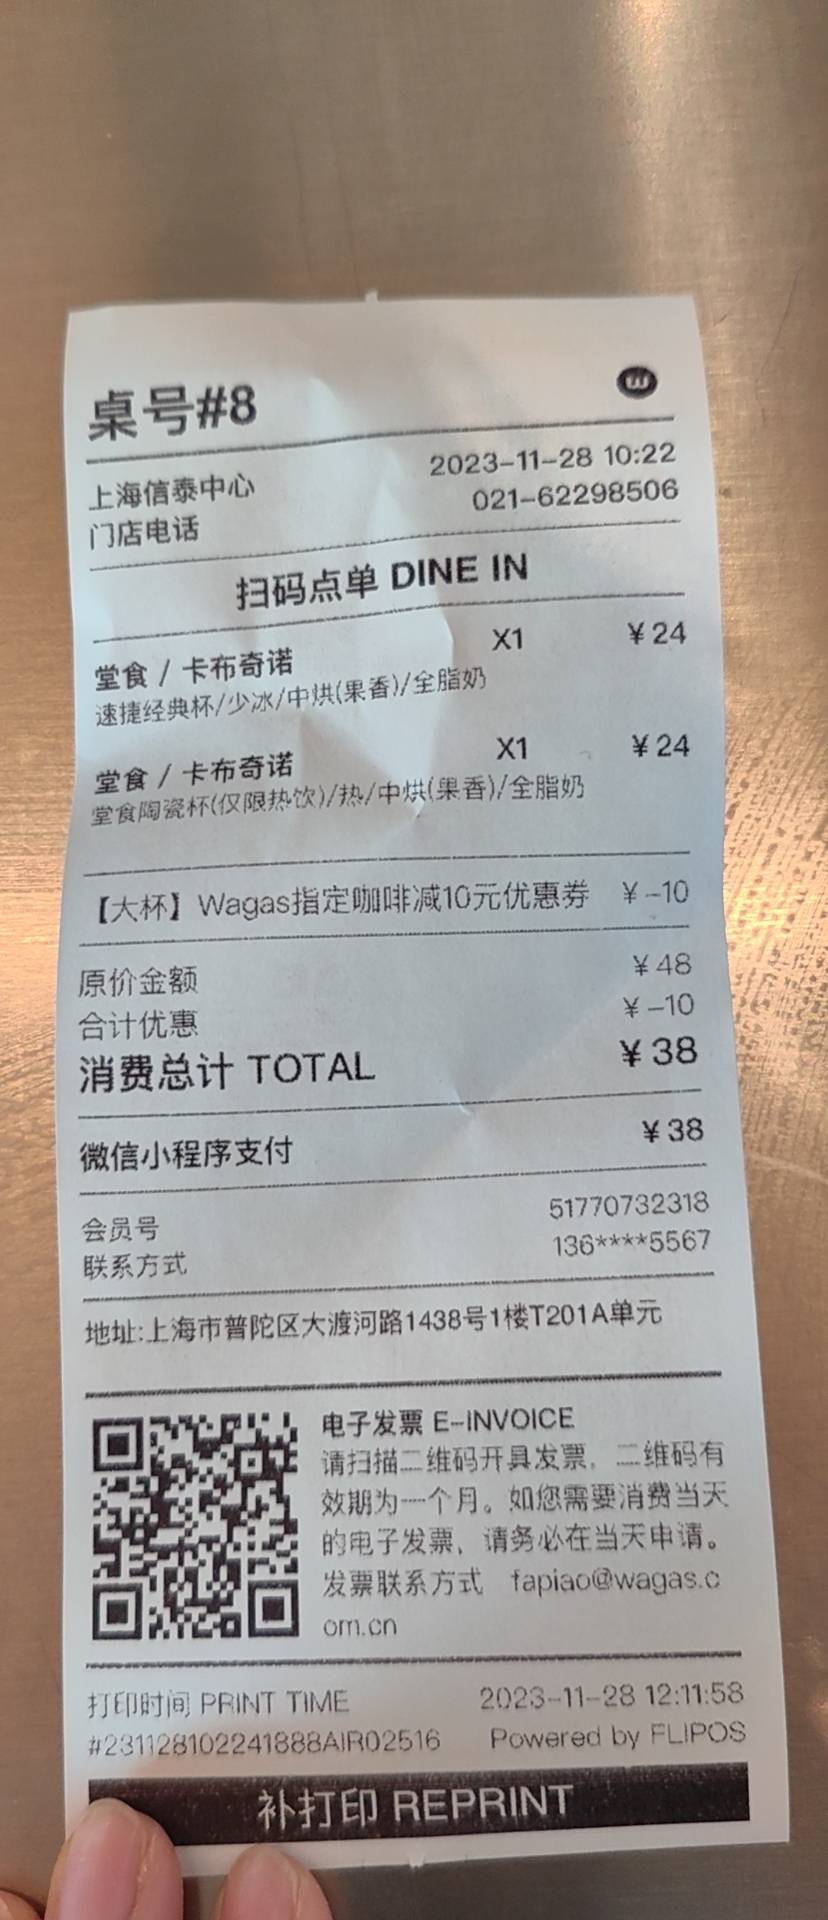 桌号#8
W
上海信泰中心 2023-11-28 10:22
门店电话 021-62298506
扫码点单 DINE IN
堂食 / 卡布奇诺 X1 ¥24
速捷经典杯/少冰/中烘(果香)/全脂奶
堂食 / 卡布奇诺 X1 ¥24
堂食陶瓷杯(仅限热饮)/热/中烘(果香)/全脂奶
【大杯】Wagas指定咖啡减10元优惠券 ¥-10
原价金额 ¥48
合计优惠 ¥-10
消费总计 TOTAL ¥38
微信小程序支付 ¥38
会员号 51770732318
联系方式 136****5567
地址:上海市普陀区大渡河路1438号1楼T201A单元
电子发票 E-INVOICE
请扫描二维码开具发票，二维码有
效期为一个月。如您需要消费当天
的电子发票，请务必在当天申请。
发票联系方式 fapiao@wagas.c
om.cn
打印时间 PRINT TIME 2023-11-28 12:11:58
#231128102241888AIR02516 Powered by FLIPOS
补打印 REPRINT